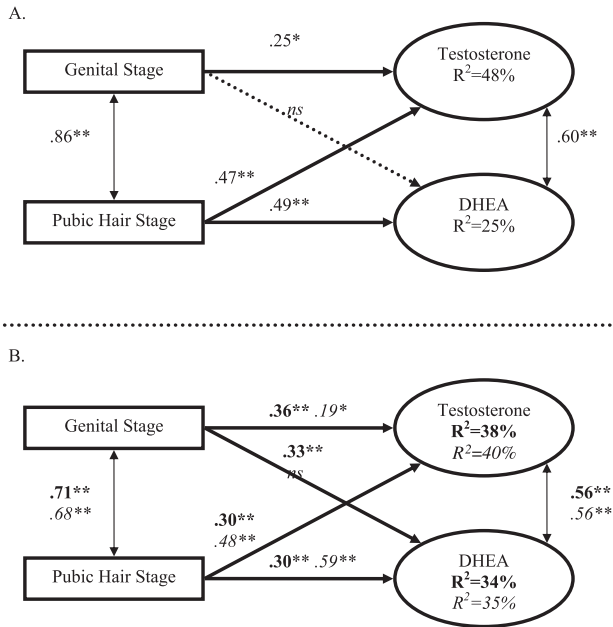 A.
.25*
Genital Stage
Testosterone
R²=48%
ns
.86**
.60**
.47**
.49**
Pubic Hair Stage
DHEA
R²=25%
B.
.36** .19*
Genital Stage
Testosterone
R²=38%
R²=40%
.33**
ns
.71**
.68**
.56**
.56**
.30**
.48**
.30** .59**
Pubic Hair Stage
DHEA
R²=34%
R²=35%